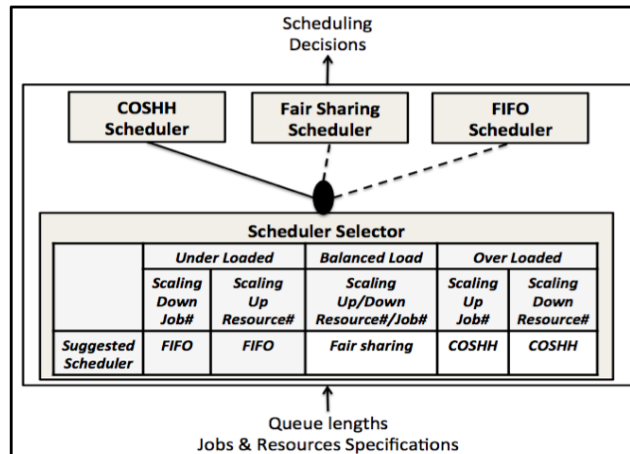 Scheduling
Decisions
COSHH
Scheduler
Fair Sharing
Scheduler
FIFO
Scheduler
Scheduler Selector
Under Loaded
Balanced Load
Over Loaded
Scaling
Down
Job#
Scaling
Up
Resource#
Scaling
Up/Down
Resource#/Job#
Scaling
Up
Job#
Scaling
Down
Resource#
Suggested
Scheduler
FIFO
FIFO
Fair sharing
COSHH
COSHH
Queue lengths
Jobs & Resources Specifications